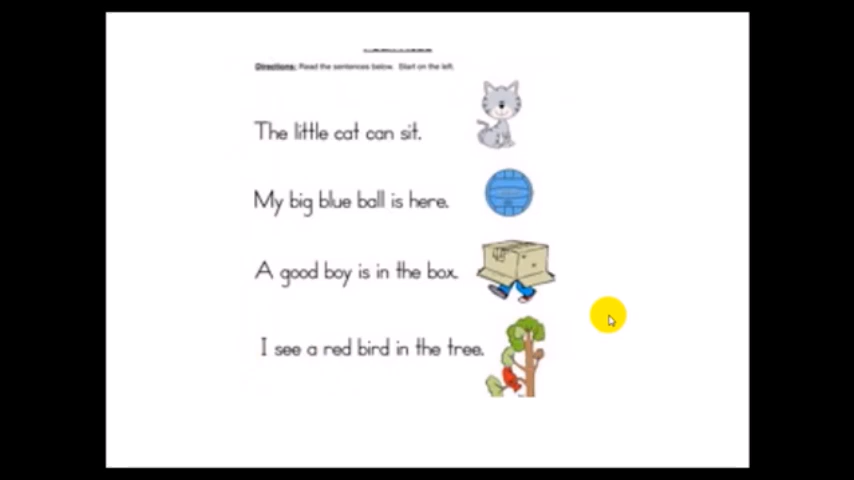 Directions: Read the sentences below. Start on the left.
The little cat can sit.
My big blue ball is here.
A good boy is in the box.
I see a red bird in the tree.